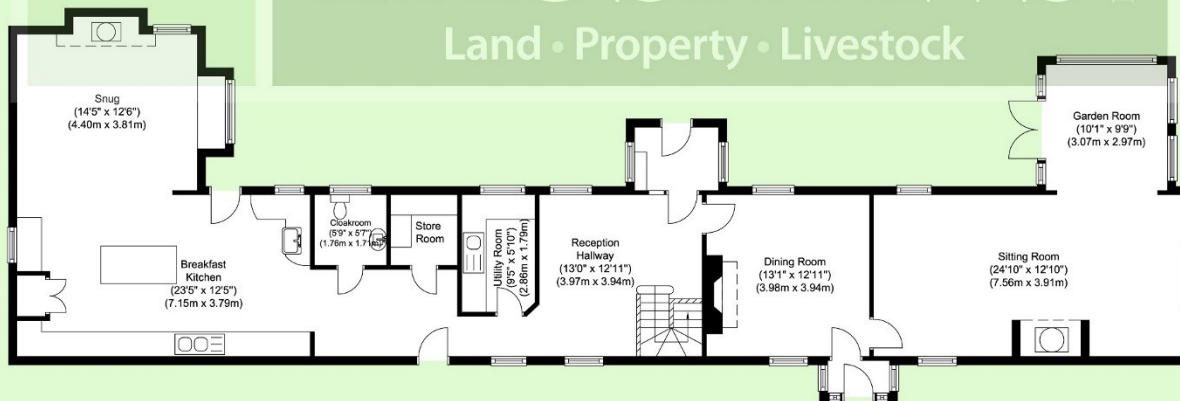 Land • Property • Livestock
Snug
(14'5" x 12'6")
(4.40m x 3.81m)
Garden Room
(10'1" x 9'9")
(3.07m x 2.97m)
Cloakroom
(5'9" x 5'7")
(1.76m x 1.71m)
Store
Room
Utility Room
(9'5" x 5'10")
(2.86m x 1.79m)
Reception
Hallway
(13'0" x 12'11")
(3.97m x 3.94m)
Breakfast
Kitchen
(23'5" x 12'5")
(7.15m x 3.79m)
Dining Room
(13'1" x 12'11")
(3.98m x 3.94m)
Sitting Room
(24'10" x 12'10")
(7.56m x 3.91m)